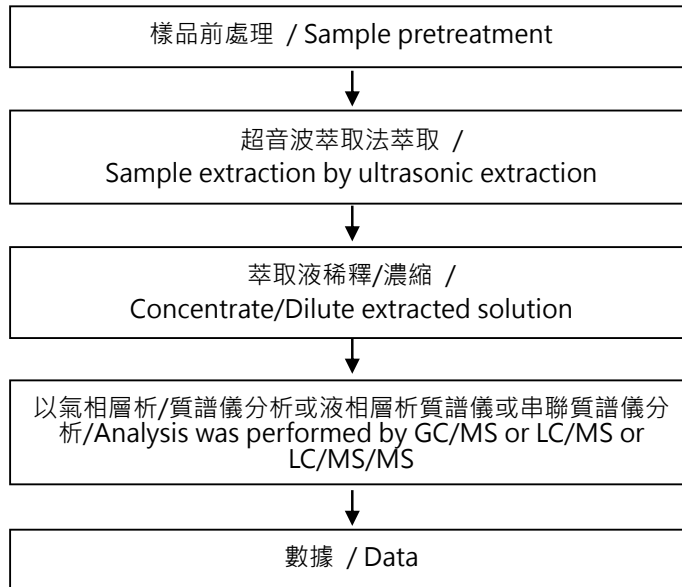 樣品前處理 / Sample pretreatment
超音波萃取法萃取 /
Sample extraction by ultrasonic extraction
萃取液稀釋/濃縮 /
Concentrate/Dilute extracted solution
以氣相層析/質譜儀分析或液相層析質譜儀或串聯質譜儀分
析/Analysis was performed by GC/MS or LC/MS or
LC/MS/MS
數據 / Data